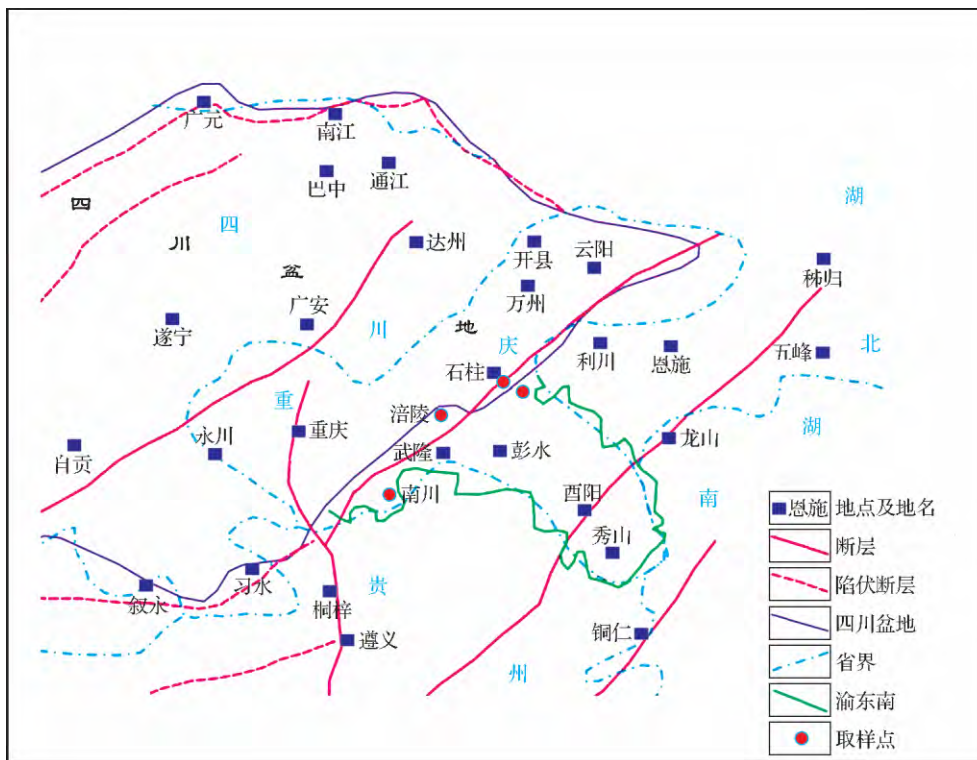 广元
南江
巴中
通江
四
川
盆
地
四
川
达州
开县
云阳
万州
湖
北
秭归
遂宁
广安
石柱
庆
利川
恩施
五峰
重
涪陵
湖
南
自贡
永川
重庆
武隆
彭水
龙山
南川
酉阳
秀山
叙永
习水
桐梓
贵
州
遵义
铜仁
恩施 地点及地名
断层
陷伏断层
四川盆地
省界
渝东南
取样点